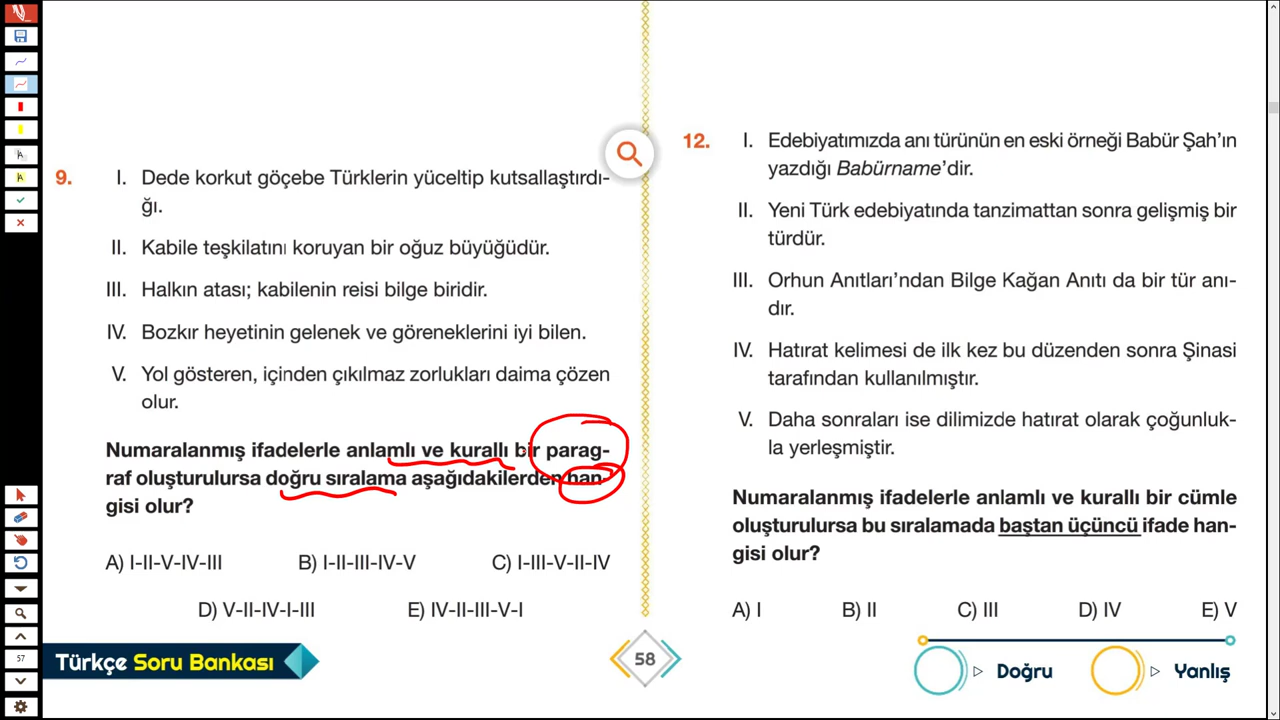 9.
I. Dede korkut göçebe Türklerin yüceltip kutsallaştırdı-
ğı.
II. Kabile teşkilatını koruyan bir oğuz büyüğüdür.
III. Halkın atası; kabilenin reisi bilge biridir.
IV. Bozkır heyetinin gelenek ve göreneklerini iyi bilen.
V. Yol gösteren, içinden çıkılmaz zorlukları daima çözen
olur.
Numaralanmış ifadelerle anlamlı ve kurallı bir parag-
raf oluşturulursa doğru sıralama aşağıdakilerden han-
gisi olur?
A) I-II-V-IV-III B) I-II-III-IV-V C) I-III-V-II-IV
D) V-II-IV-I-III E) IV-II-III-V-I
12.
I. Edebiyatımızda anı türünün en eski örneği Babür Şah'ın
yazdığı Babürname'dir.
II. Yeni Türk edebiyatında tanzimattan sonra gelişmiş bir
türdür.
III. Orhun Anıtları'ndan Bilge Kağan Anıtı da bir tür anı-
dır.
IV. Hatırat kelimesi de ilk kez bu düzenden sonra Şinasi
tarafından kullanılmıştır.
V. Daha sonraları ise dilimizde hatırat olarak çoğunluk-
la yerleşmiştir.
Numaralanmış ifadelerle anlamlı ve kurallı bir cümle
oluşturulursa bu sıralamada baştan üçüncü ifade han-
gisi olur?
A) I B) II C) III D) IV E) V
Türkçe Soru Bankası
58
Doğru Yanlış
57
A
A